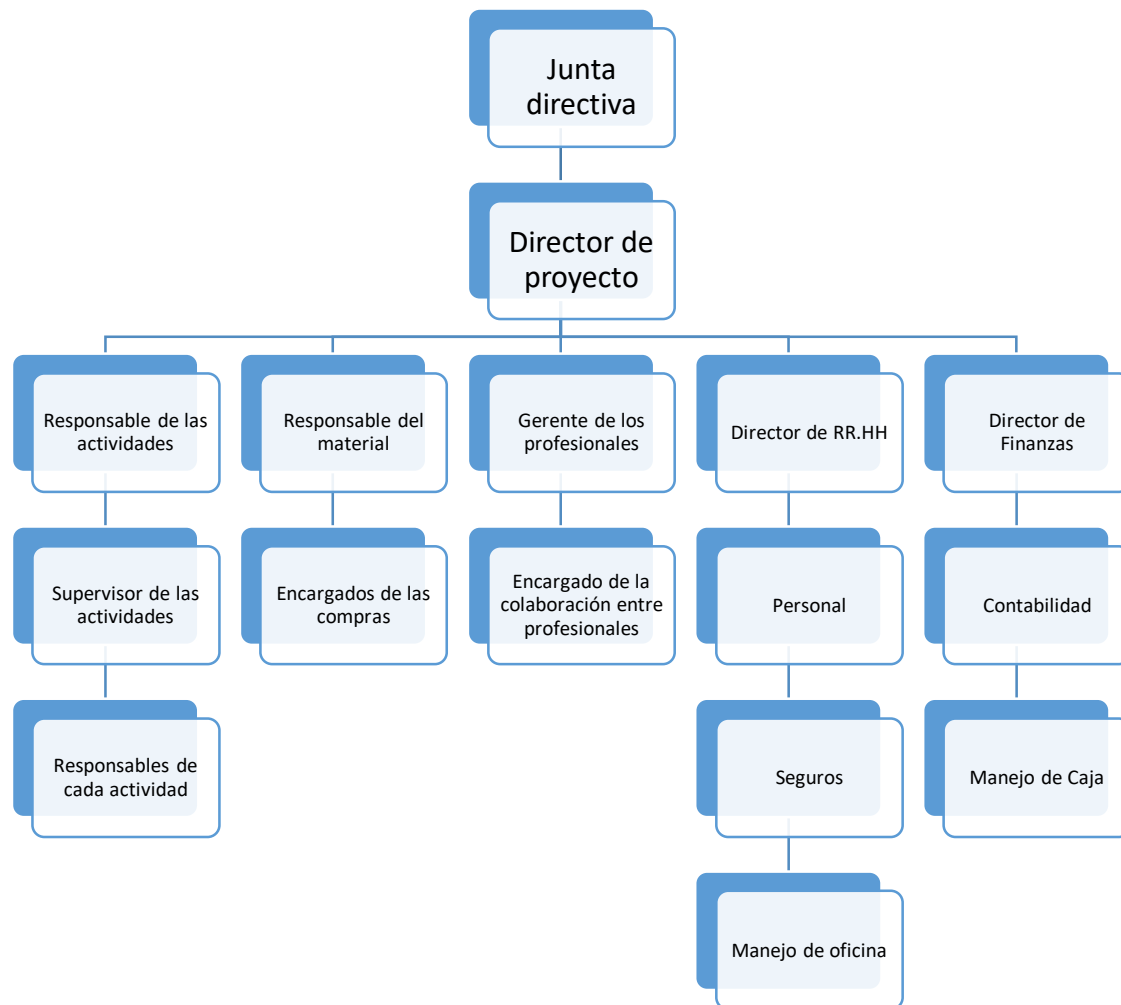 Junta
directiva
Director de
proyecto
Responsable de las
actividades
Responsable del
material
Gerente de los
profesionales
Director de RR.HH
Director de
Finanzas
Supervisor de las
actividades
Encargados de las
compras
Encargado de la
colaboración entre
profesionales
Personal
Contabilidad
Responsables de
cada actividad
Seguros
Manejo de Caja
Manejo de oficina